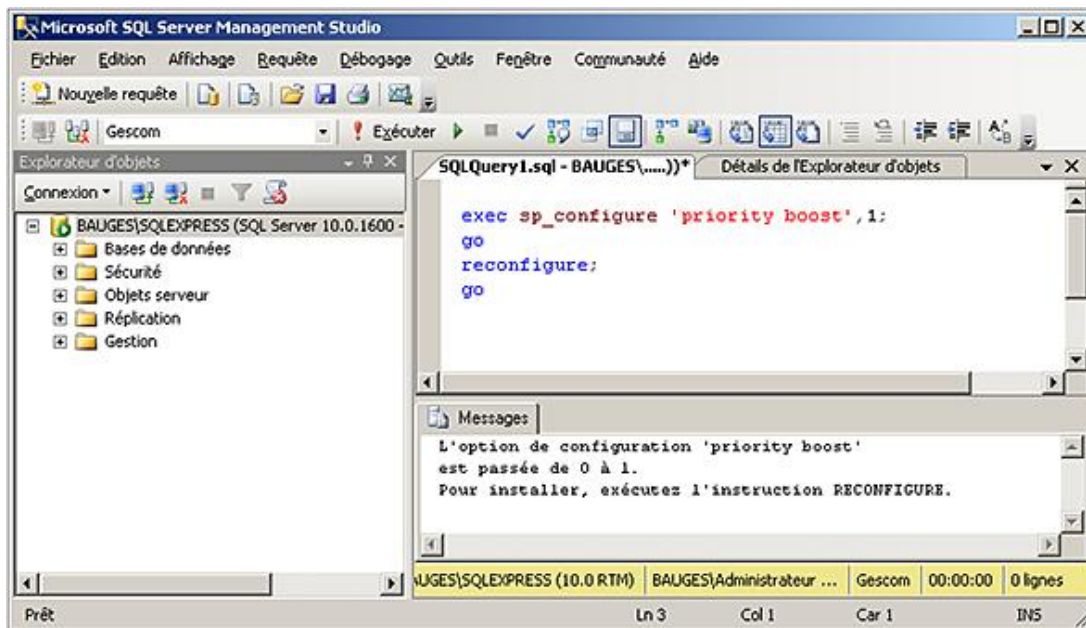 Microsoft SQL Server Management Studio
Fichier Edition Affichage Requête Débogage Outils Fenêtre Communauté Aide
Nouvelle requête
Gescom Exécuter
Explorateur d'objets
Connexion
BAUGES\SQLEXPRESS (SQL Server 10.0.1600 -
Bases de données
Sécurité
Objets serveur
Réplication
Gestion
SQLQuery1.sql - BAUGES\.....))* Détails de l'Explorateur d'objets
exec sp_configure 'priority boost',1;
go
reconfigure;
go
Messages
L'option de configuration 'priority boost'
est passée de 0 à 1.
Pour installer, exécutez l'instruction RECONFIGURE.
UGES\SQLEXPRESS (10.0 RTM) BAUGES\Administrateur ... Gescom 00:00:00 0 lignes
Prêt Ln 3 Col 1 Car 1 INS